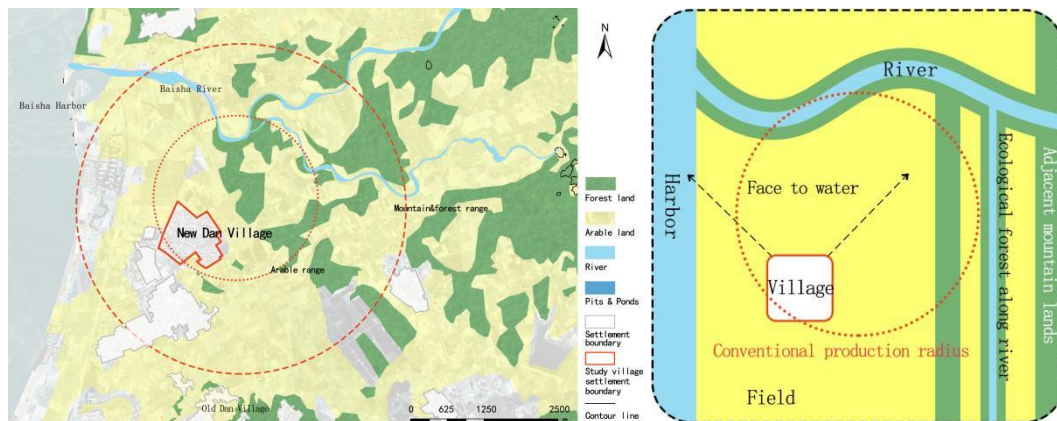 Baisha Harbor
Baisha River
Mountain&forest range
New Dan Village
Arable range
Old Dan Village
0 625 1250 2500
N
Forest land
Arable land
River
Pits & Ponds
Settlement
boundary
Study village
settlement
boundary
Contour line
River
Harbor
Face to water
Village
Conventional production radius
Field
Ecological forest along river
Adjacent mountain lands